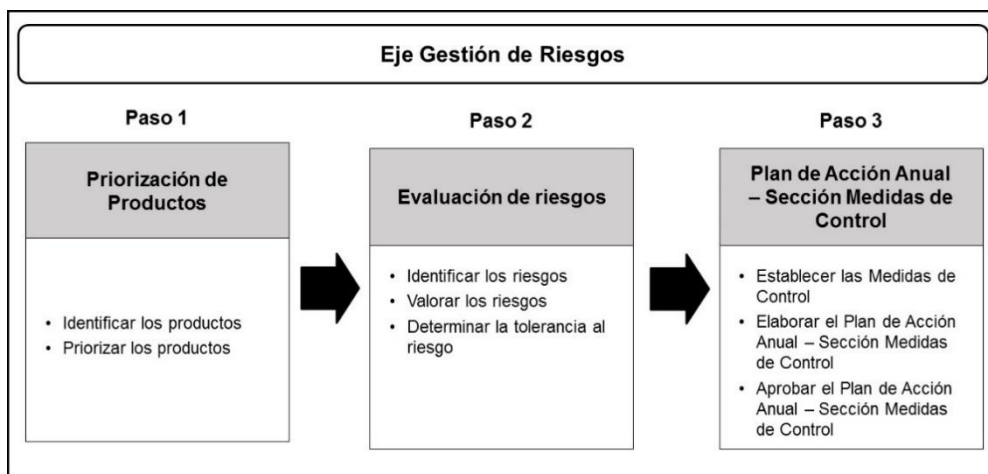 Eje Gestión de Riesgos
Paso 1
Priorización de
Productos
• Identificar los productos
• Priorizar los productos
Paso 2
Evaluación de riesgos
• Identificar los riesgos
• Valorar los riesgos
• Determinar la tolerancia al
riesgo
Paso 3
Plan de Acción Anual
– Sección Medidas de
Control
• Establecer las Medidas de
Control
• Elaborar el Plan de Acción
Anual – Sección Medidas
de Control
• Aprobar el Plan de Acción
Anual – Sección Medidas
de Control